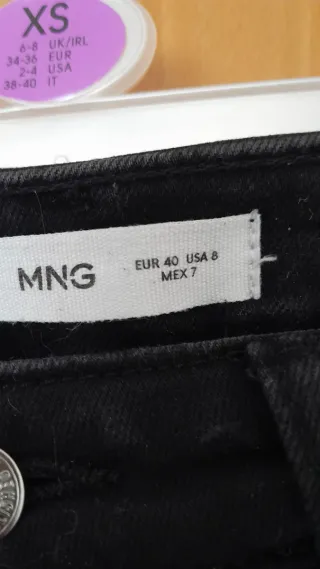 XS
6-8 UK/IRL
34-36 EUR
2-4 USA
38-40 IT
MNG
EUR 40 USA 8
MEX 7